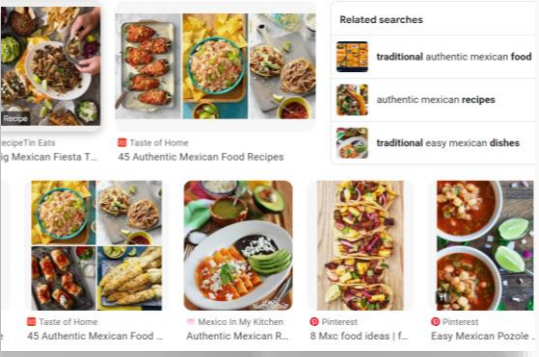 Related searches
traditional authentic mexican food
authentic mexican recipes
traditional easy mexican dishes
Recipe
ecipeTin Eats
ig Mexican Fiesta T...
Taste of Home
45 Authentic Mexican Food Recipes
Taste of Home
45 Authentic Mexican Food ...
Mexico In My Kitchen
Authentic Mexican R...
Pinterest
8 Mxc food ideas | f...
Pinterest
Easy Mexican Pozole ...